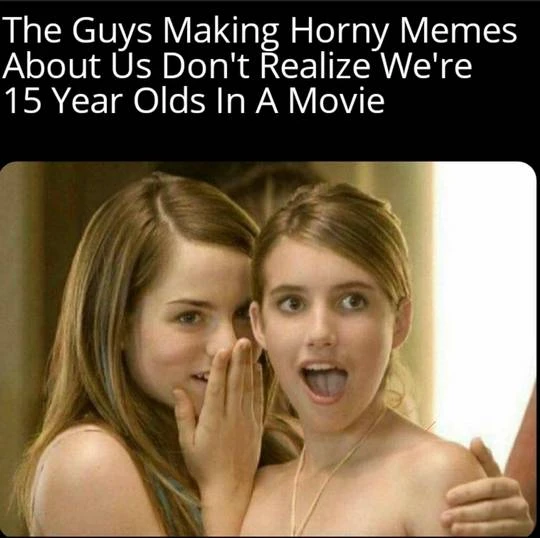 The Guys Making Horny Memes
About Us Don't Realize We're
15 Year Olds In A Movie